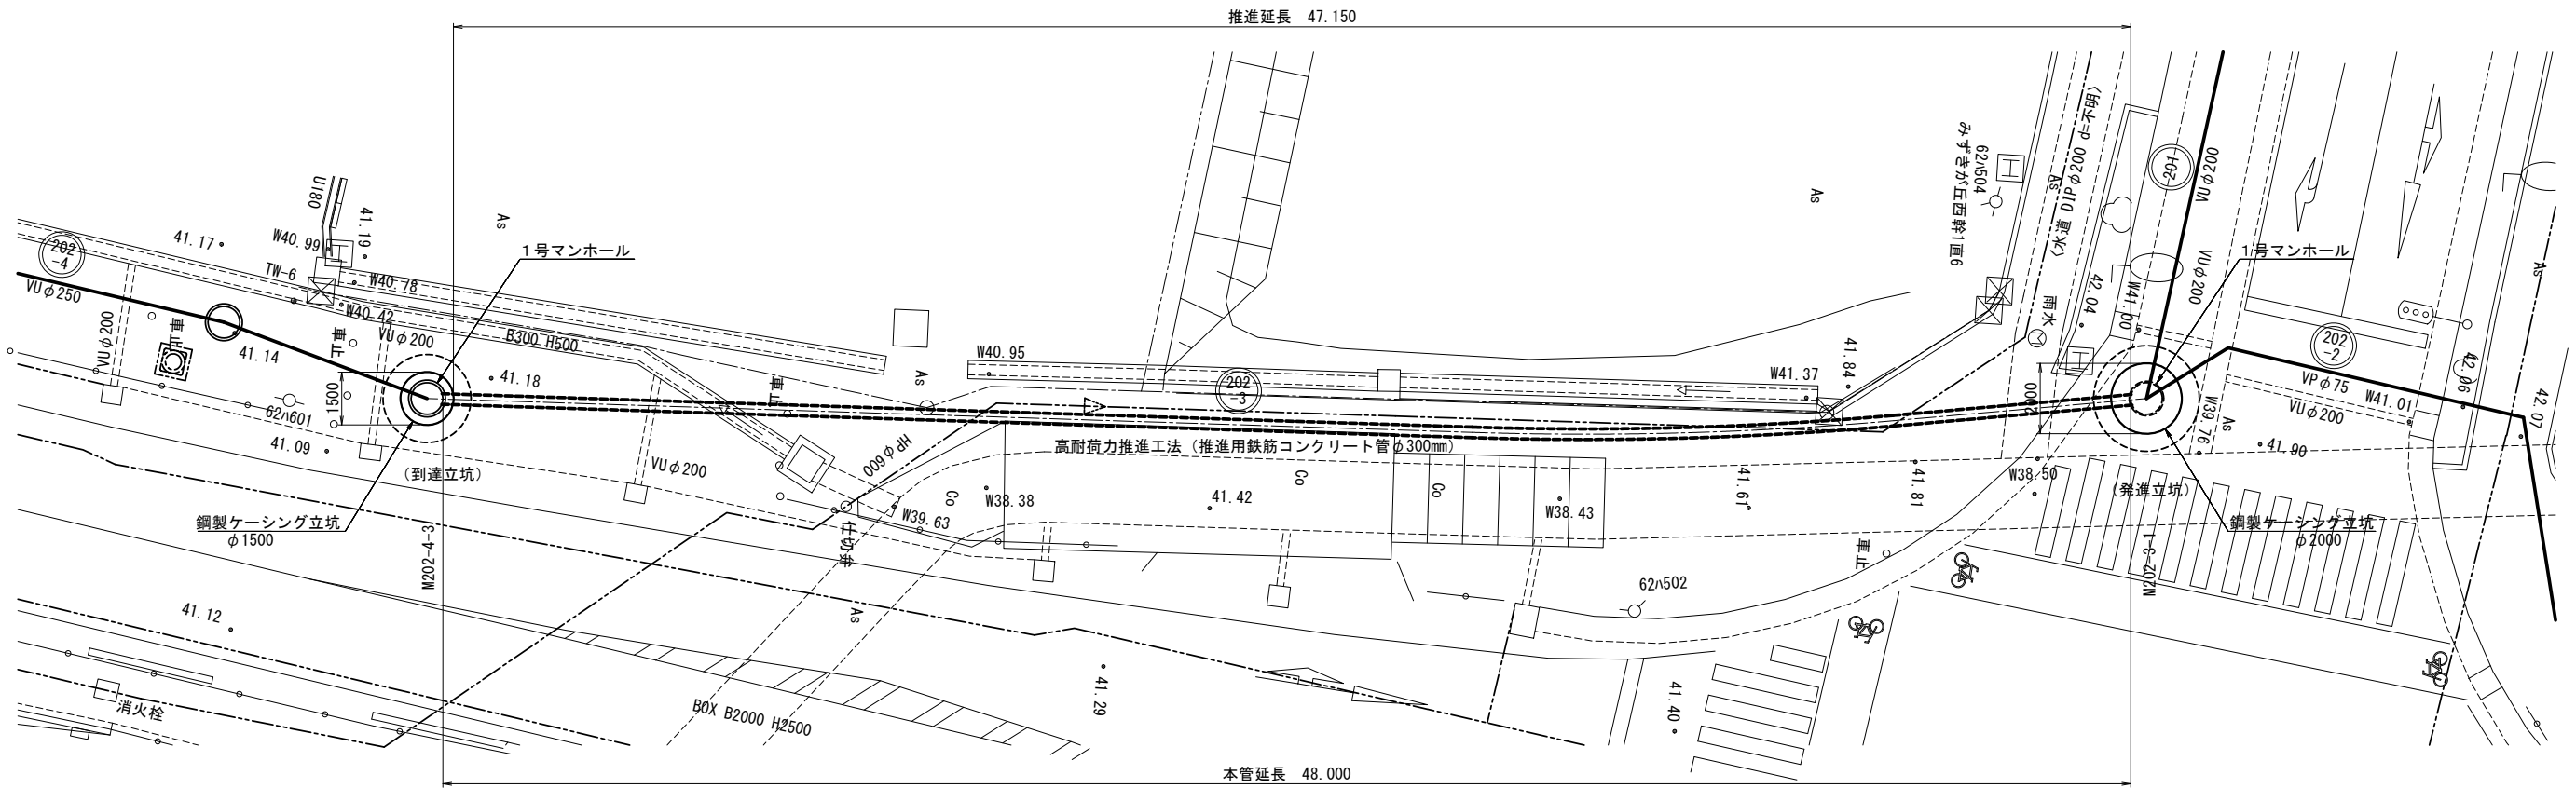 推進延長 47.150
U180
41.19
W40.99
41.17
202
-4
TW-6
W40.78
W40.42
VUφ250
VUφ200
車止
41.14
車止
VUφ200
B300 H500
As
1号マンホール
1500
41.18
62ハ601
41.09
(到達立坑)
鋼製ケーシング立坑
φ1500
M202-4-3
VUφ200
車止
As
W40.95
202
-3
HPφ600
高耐荷力推進工法(推進用鉄筋コンクリート管φ300mm)
Co
W38.38
W39.63
仕切弁
41.42
Co
Co
W38.43
As
41.12
消火栓
BOX B2000 H2500
41.29
As
みずきが丘西幹1直6
62ハ504
As
〈水道 DIPφ200 d=不明〉
201
VUφ200
VUφ200
1号マンホール
42.04
W41.00
雨水
41.84
W41.37
2000
202
-2
As
42.06
42.07
VPφ75
VUφ200
W41.01
W39.76
As
41.90
41.61
41.81
W38.50
(発進立坑)
鋼製ケーシング立坑
φ2000
M202-3-1
車止
62ハ502
41.40
本管延長 48.000